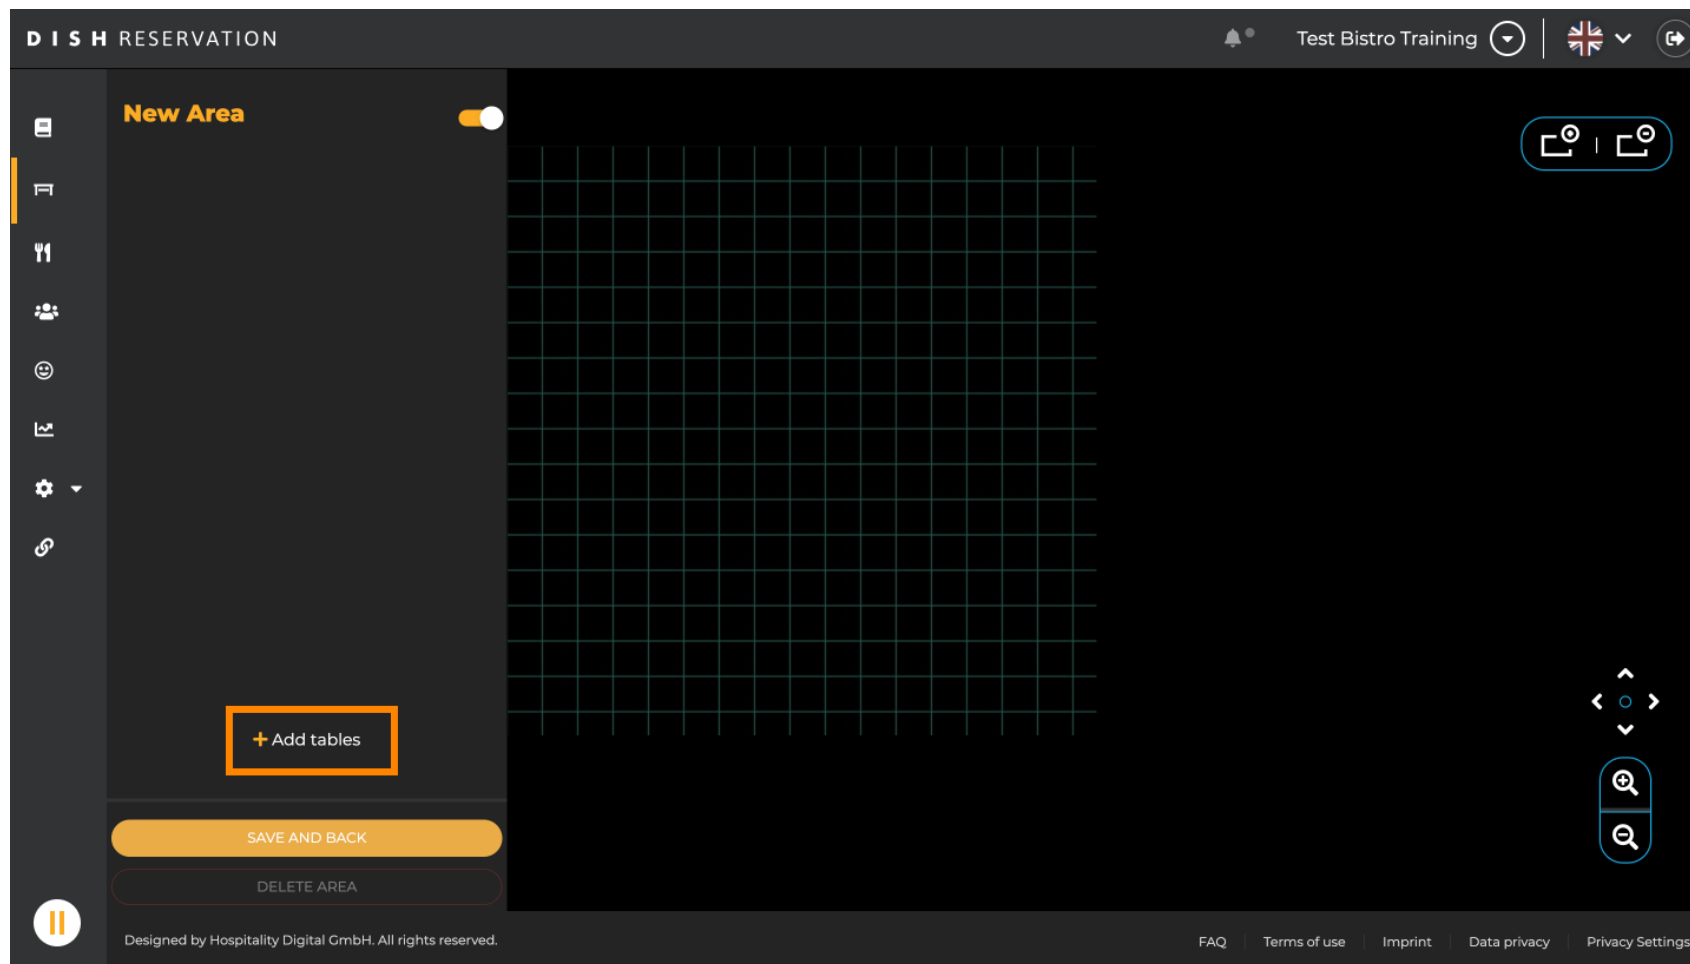 DISH RESERVATION
Test Bistro Training
New Area
+ Add tables
SAVE AND BACK
DELETE AREA
Designed by Hospitality Digital GmbH. All rights reserved.
FAQ
Terms of use
Imprint
Data privacy
Privacy Settings